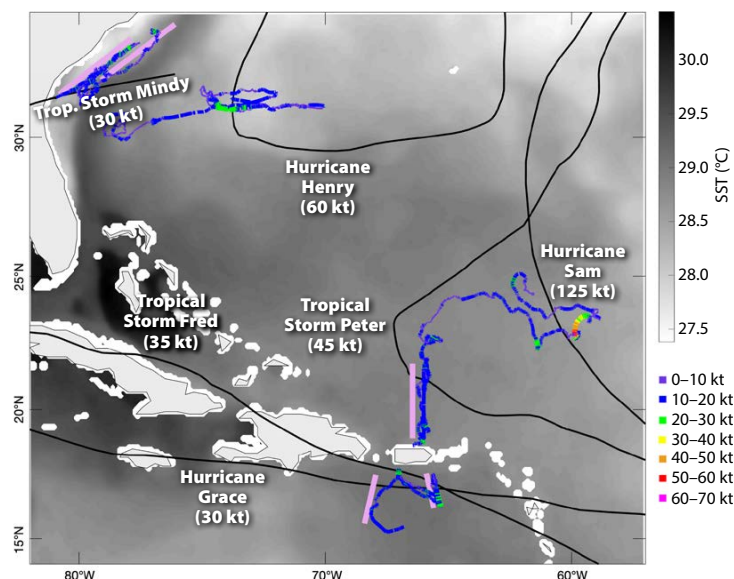 30.0
29.5
29.0
28.5
28.0
27.5
SST (°C)
Trop. Storm Mindy
(30 kt)
30°N
Hurricane
Henry
(60 kt)
25°N
Hurricane
Sam
(125 kt)
Tropical
Storm Fred
(35 kt)
Tropical
Storm Peter
(45 kt)
20°N
Hurricane
Grace
(30 kt)
15°N
80°W
70°W
60°W
0–10 kt
10–20 kt
20–30 kt
30–40 kt
40–50 kt
50–60 kt
60–70 kt